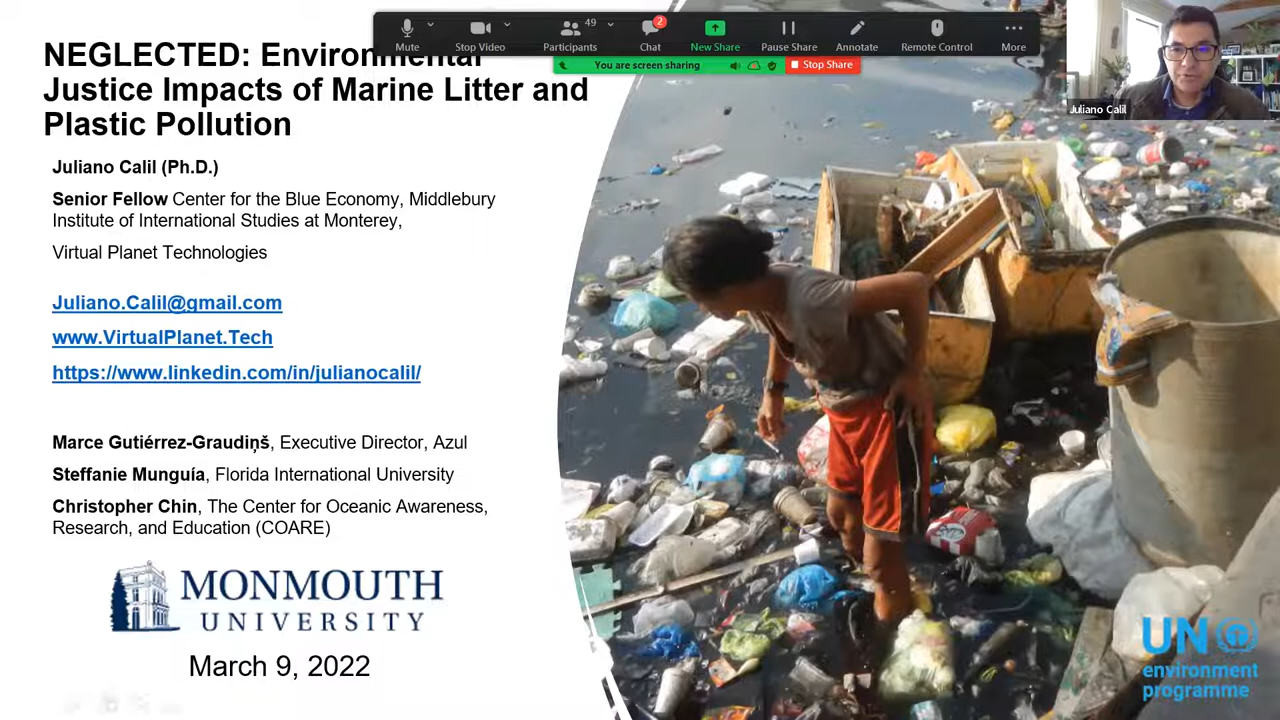 49
2
Mute
Stop Video
Participants
Chat
New Share
Pause Share
Annotate
Remote Control
More
You are screen sharing
Stop Share
Juliano Calil
NEGLECTED: Environmental
Justice Impacts of Marine Litter and
Plastic Pollution
Juliano Calil (Ph.D.)
Senior Fellow Center for the Blue Economy, Middlebury
Institute of International Studies at Monterey,
Virtual Planet Technologies
Juliano.Calil@gmail.com
www.VirtualPlanet.Tech
https://www.linkedin.com/in/julianocalil/
Marce Gutiérrez-Graudiņš, Executive Director, Azul
Steffanie Munguía, Florida International University
Christopher Chin, The Center for Oceanic Awareness,
Research, and Education (COARE)
MONMOUTH
UNIVERSITY
March 9, 2022
UN
environment
programme